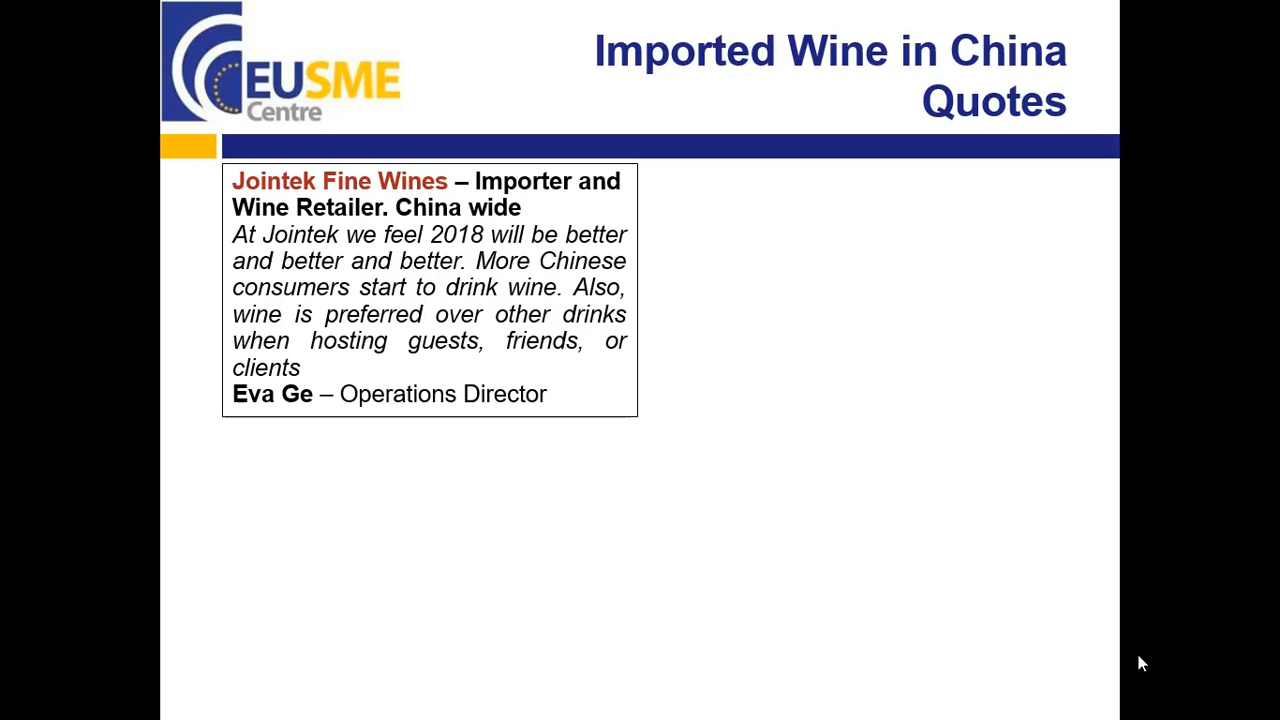 EUSME
Centre
Imported Wine in China
Quotes
Jointek Fine Wines – Importer and
Wine Retailer. China wide
At Jointek we feel 2018 will be better
and better and better. More Chinese
consumers start to drink wine. Also,
wine is preferred over other drinks
when hosting guests, friends, or
clients
Eva Ge – Operations Director